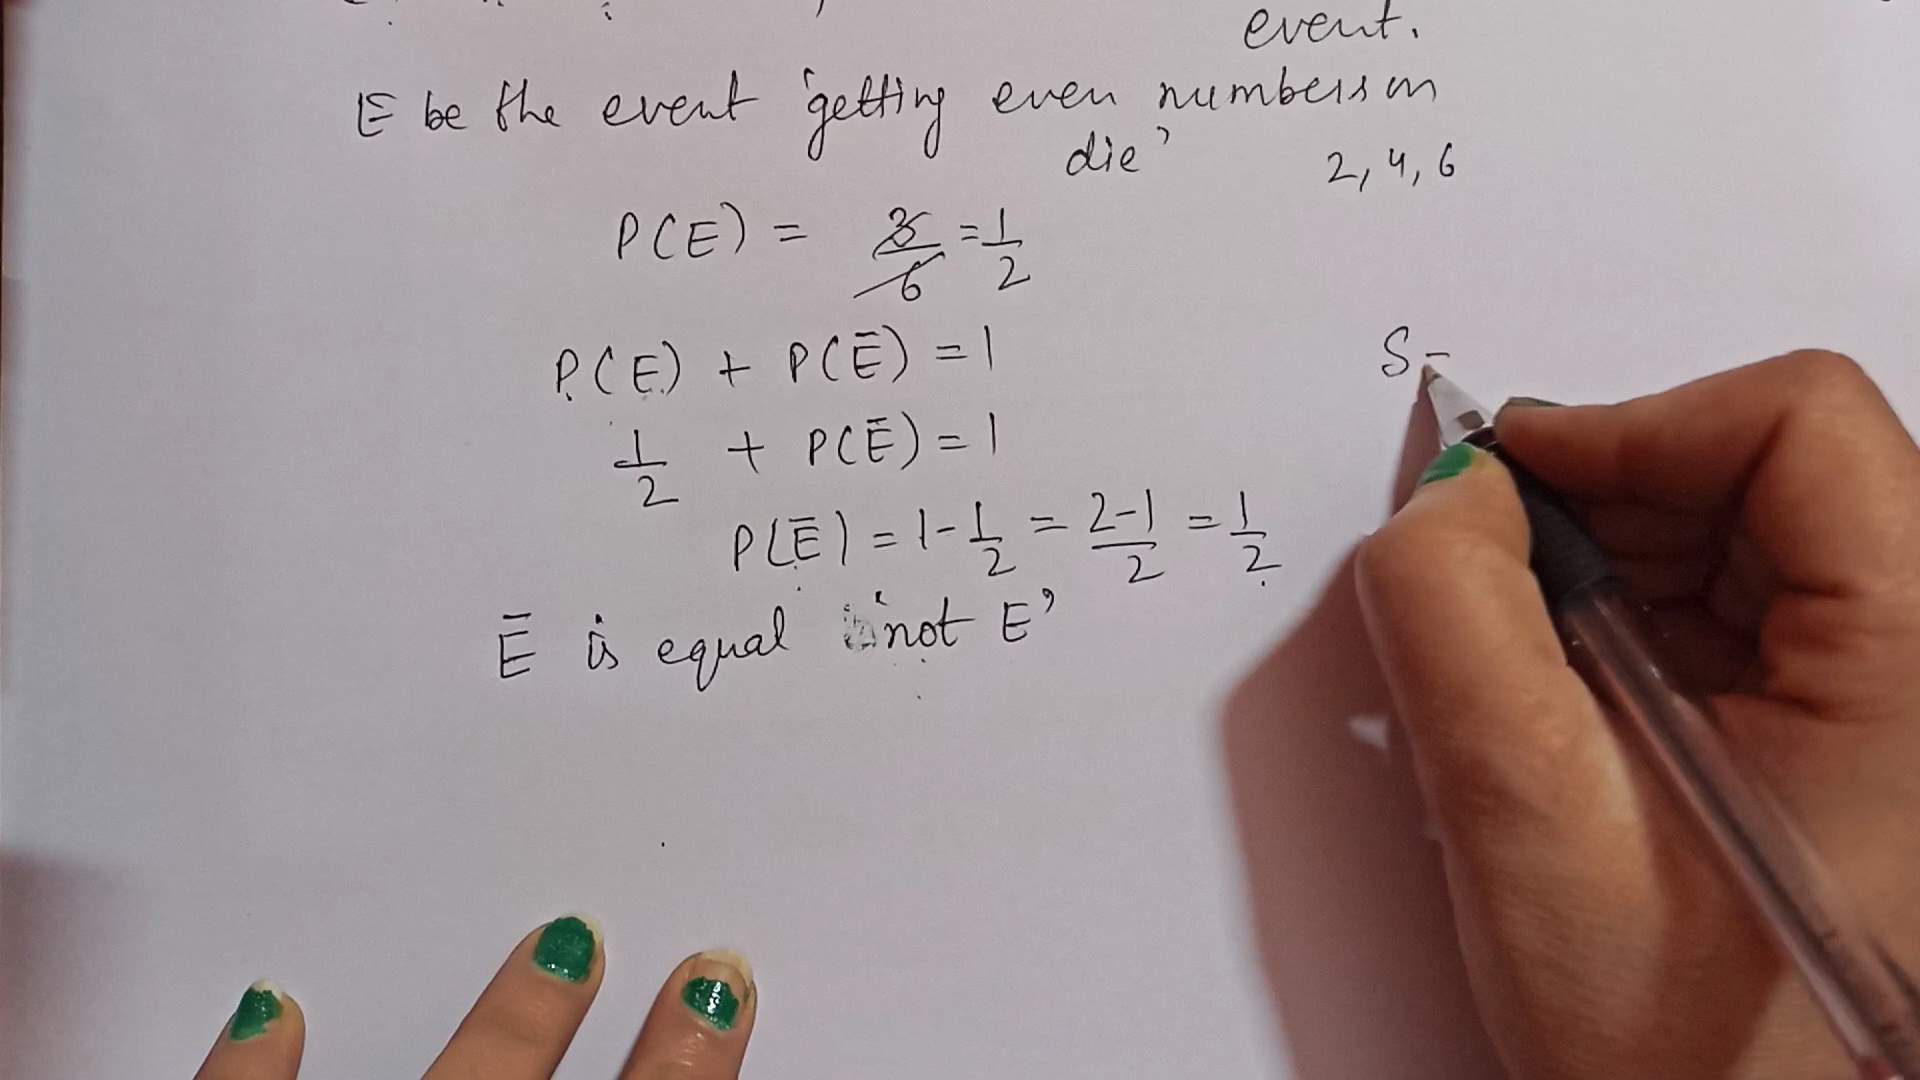 event.
E be the event 'getting even numbers on
die' 2, 4, 6
P(E) = 3/6 = 1/2
P(E) + P(Ē) = 1
S =
1/2 + P(Ē) = 1
P(Ē) = 1 - 1/2 = 2-1/2 = 1/2
Ē is equal 'not E'